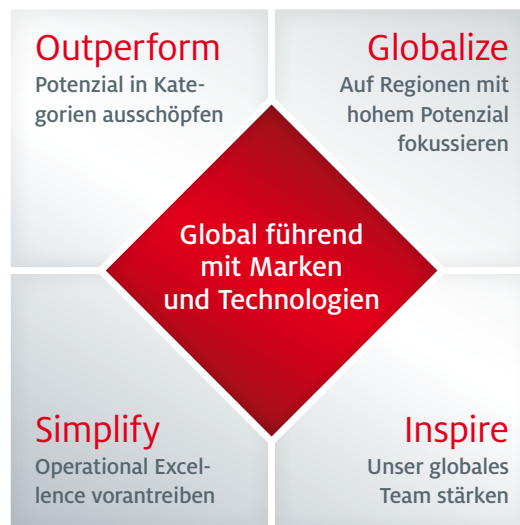 Outperform
Potenzial in Kate-
gorien ausschöpfen
Globalize
Auf Regionen mit
hohem Potenzial
fokussieren
Global führend
mit Marken
und Technologien
Simplify
Operational Excel-
lence vorantreiben
Inspire
Unser globales
Team stärken